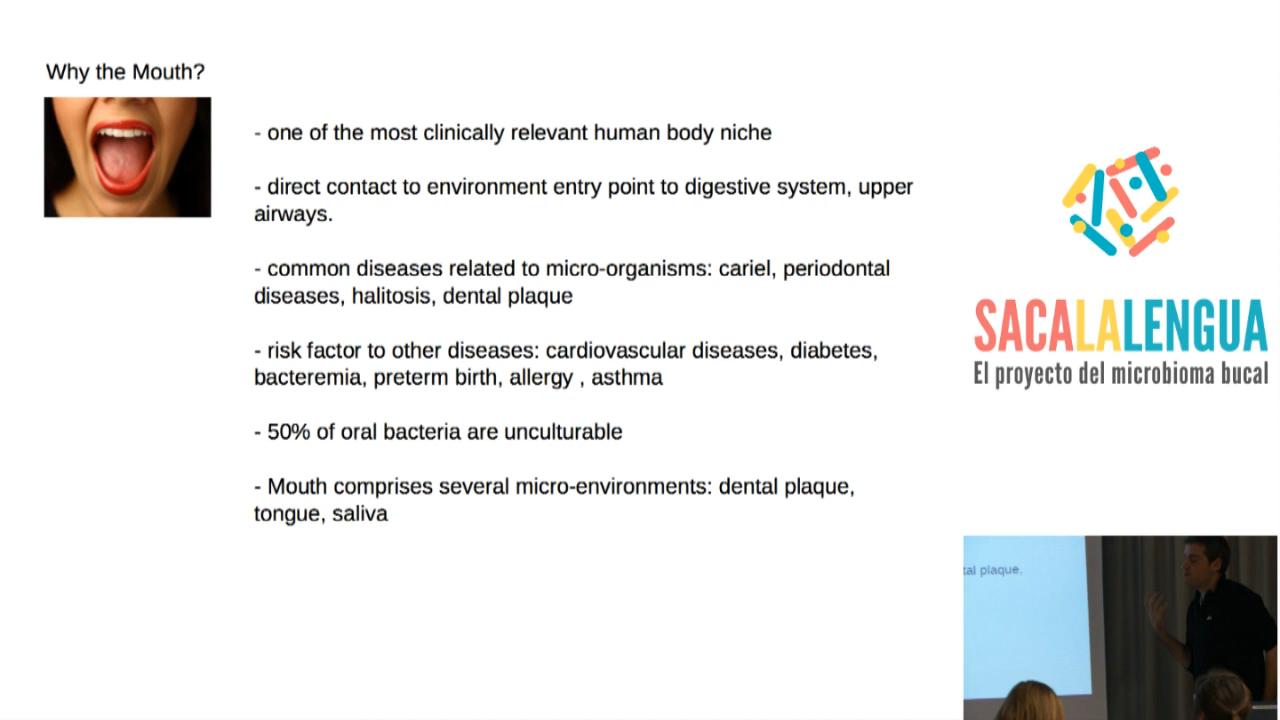 Why the Mouth?
- one of the most clinically relevant human body niche
- direct contact to environment entry point to digestive system, upper
airways.
- common diseases related to micro-organisms: cariel, periodontal
diseases, halitosis, dental plaque
- risk factor to other diseases: cardiovascular diseases, diabetes,
bacteremia, preterm birth, allergy , asthma
- 50% of oral bacteria are unculturable
- Mouth comprises several micro-environments: dental plaque,
tongue, saliva
SACALALENGUA
El proyecto del microbioma bucal
tal plaque,